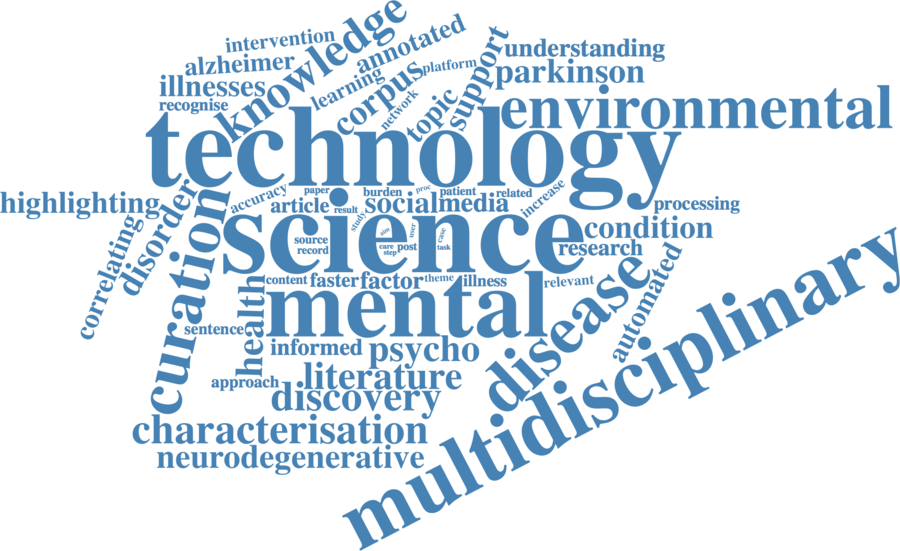 intervention
alzheimer
illnesses
recognise
knowledge
annotated
learning
corpus
platform
network
topic
support
understanding
parkinson
environmental
technology
highlighting
disorder
correlating
curation
accuracy
paper
burden
proc
patient
related
increase
processing
article
result
socialmedia
study
science
source
record
aim
care
step
user
post
case
task
condition
research
content
faster
factor
theme
illness
relevant
disease
automated
multidisciplinary
mental
health
sentence
informed
psycho
approach
literature
discovery
characterisation
neurodegenerative